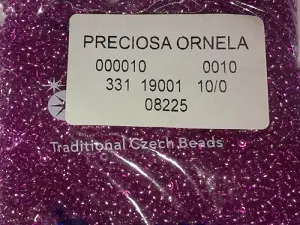 PRECIOSA ORNELA
000010 0010
331 19001 10/0
08225
Traditional Czech Beads